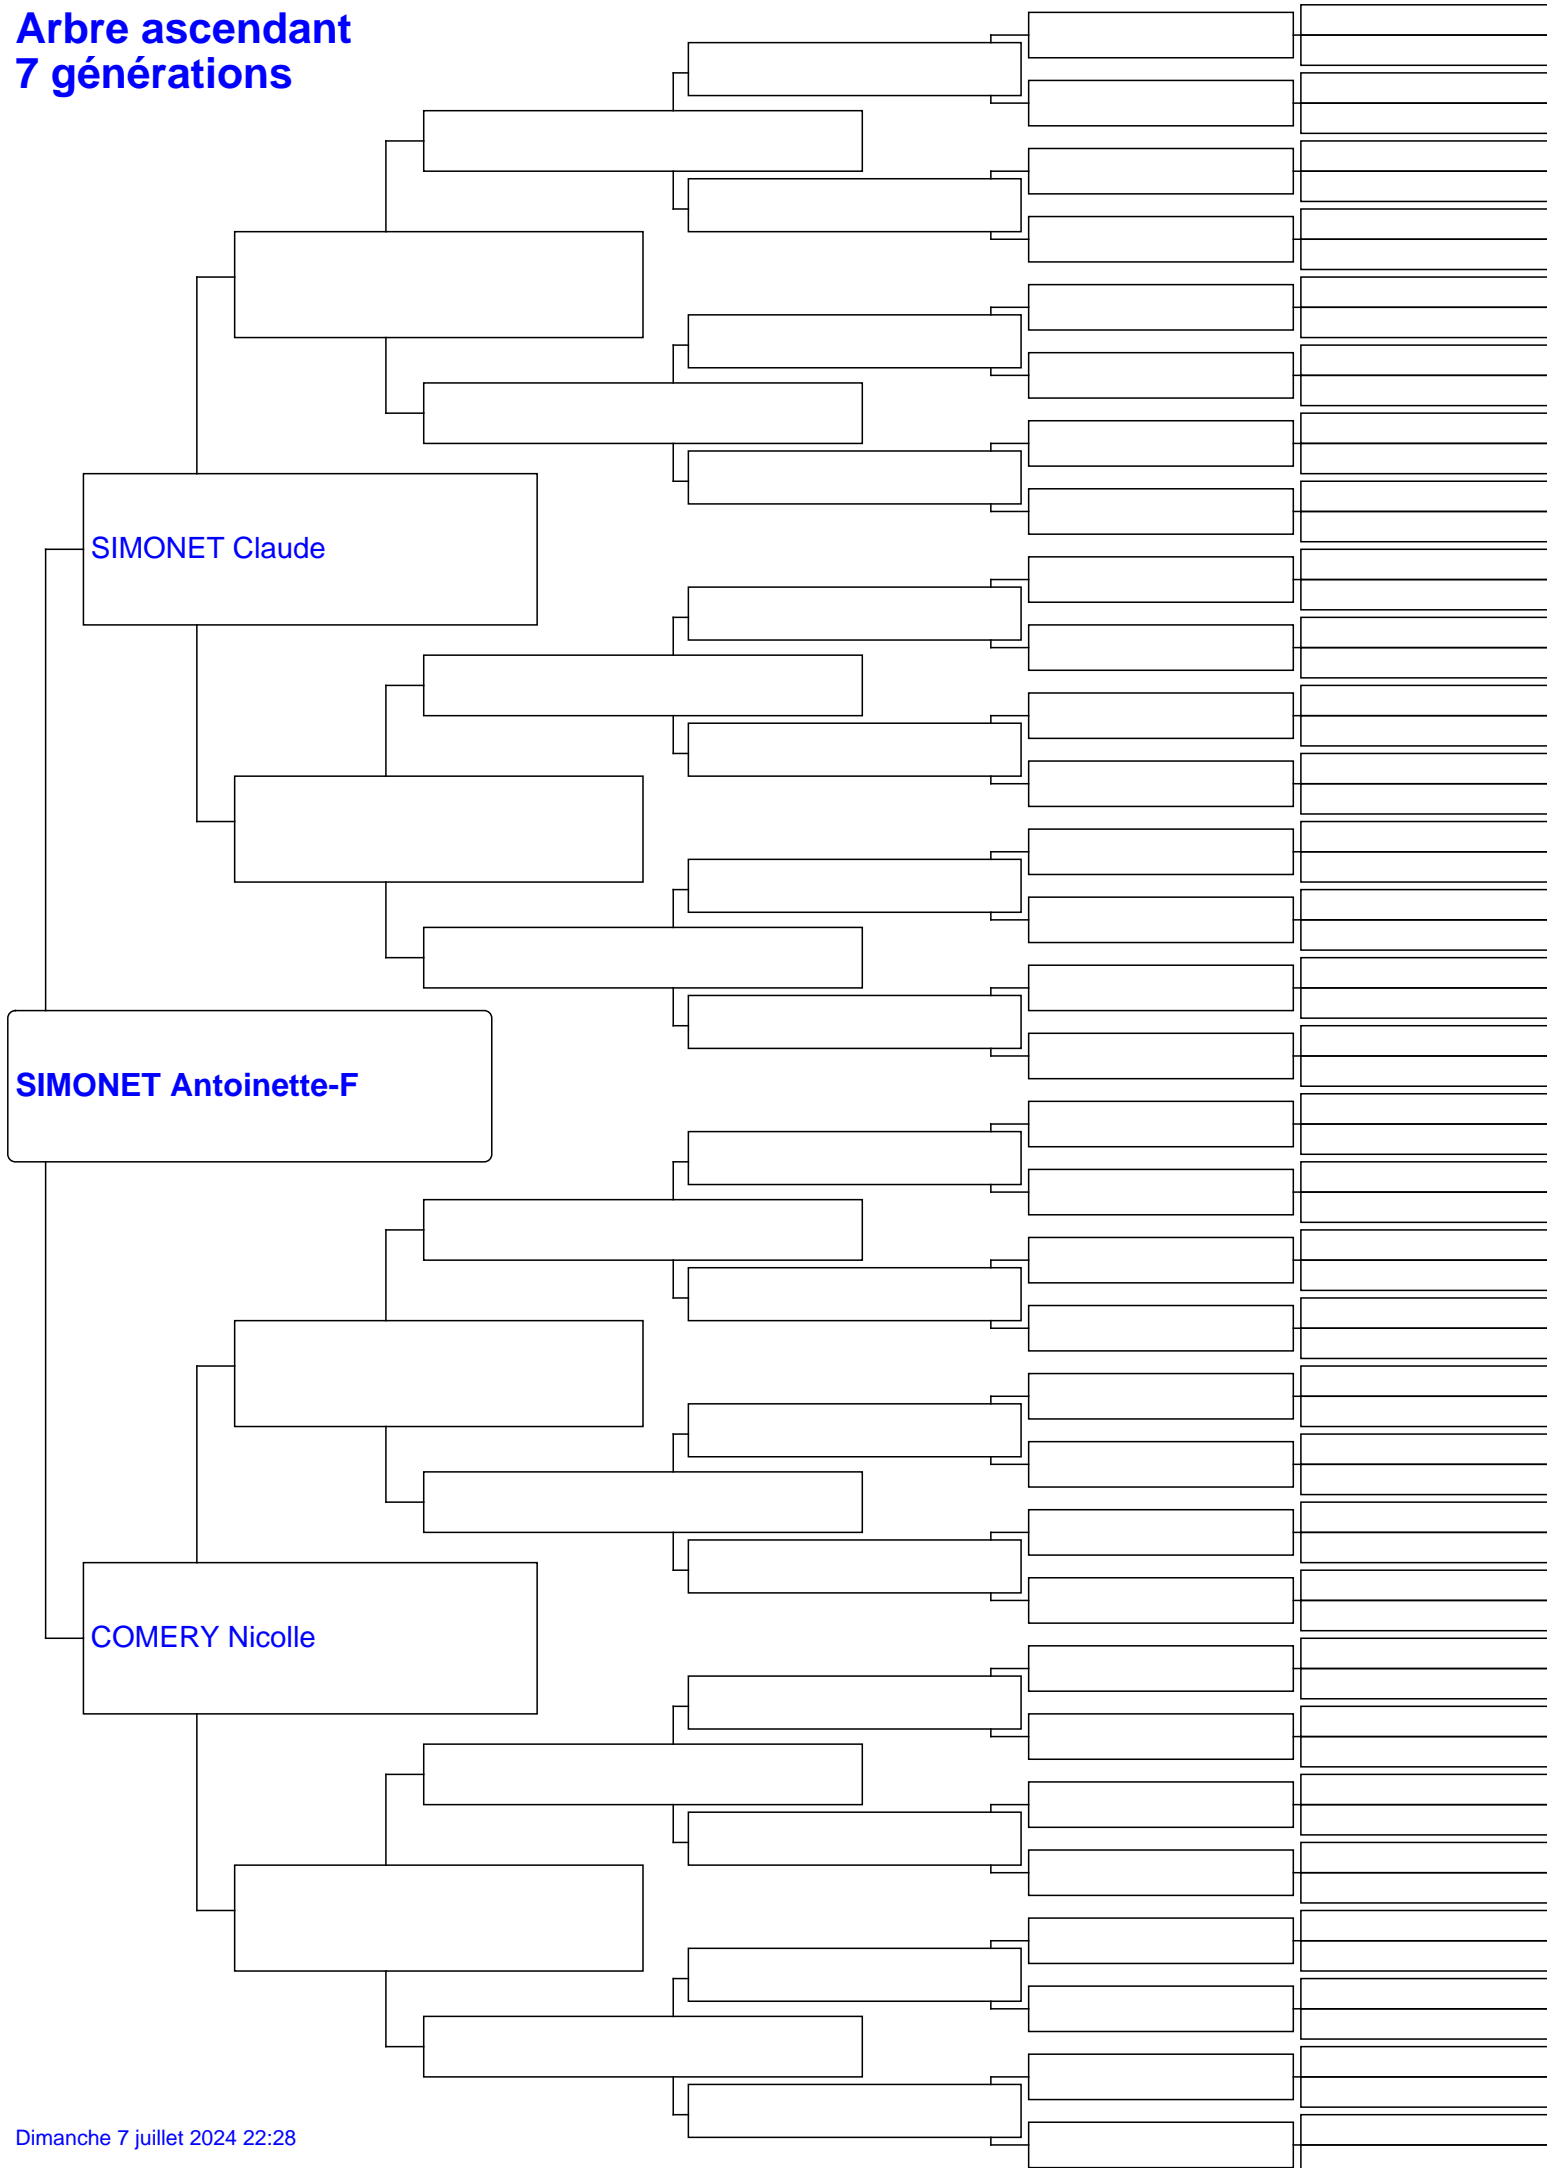 Arbre ascendant
7 générations
SIMONET Claude
SIMONET Antoinette-F
COMERY Nicolle
Dimanche 7 juillet 2024 22:28